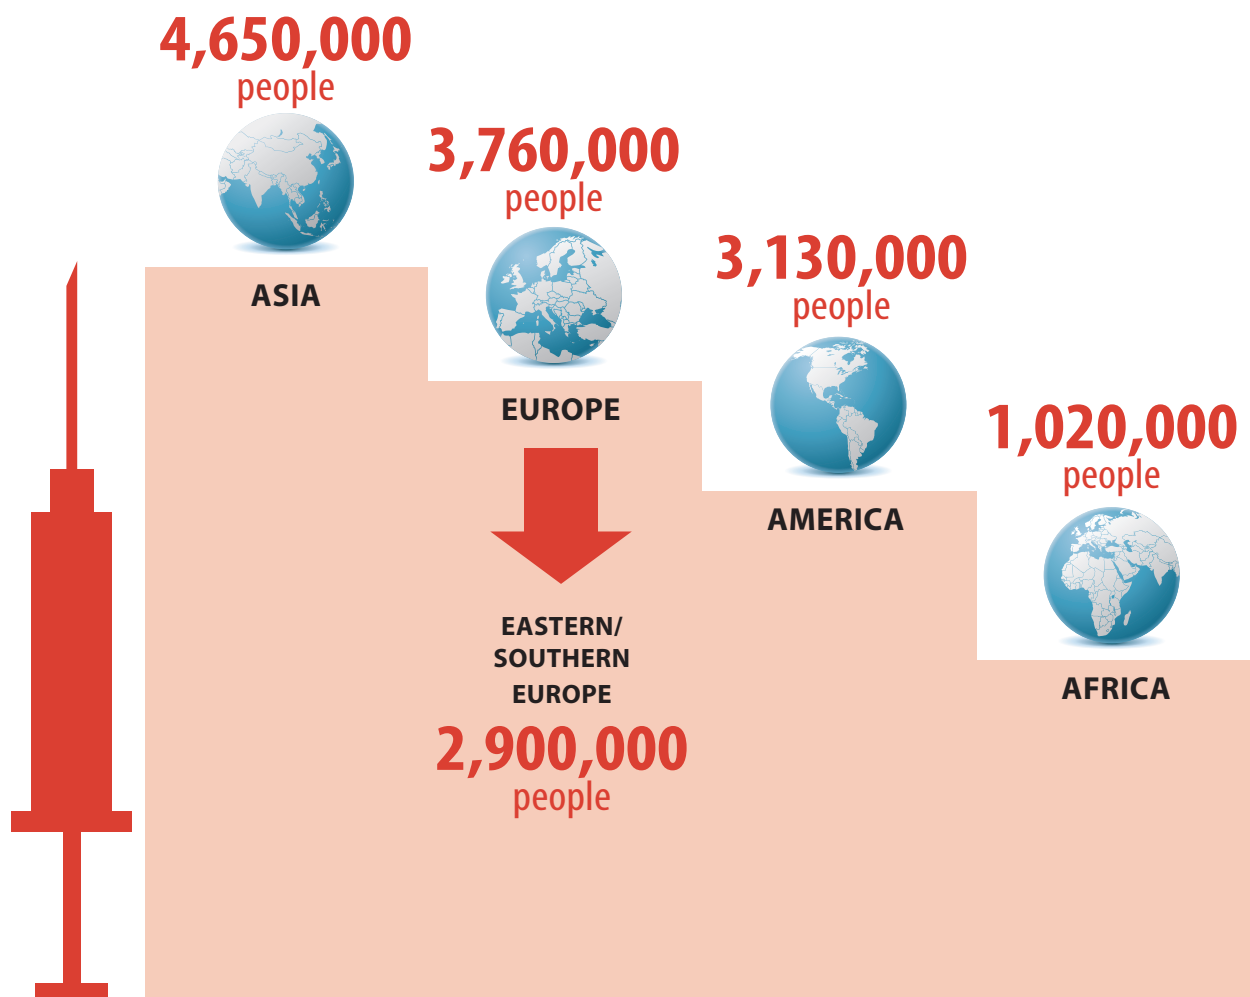 4,650,000
people
ASIA
3,760,000
people
EUROPE
EASTERN/
SOUTHERN
EUROPE
2,900,000
people
3,130,000
people
AMERICA
1,020,000
people
AFRICA